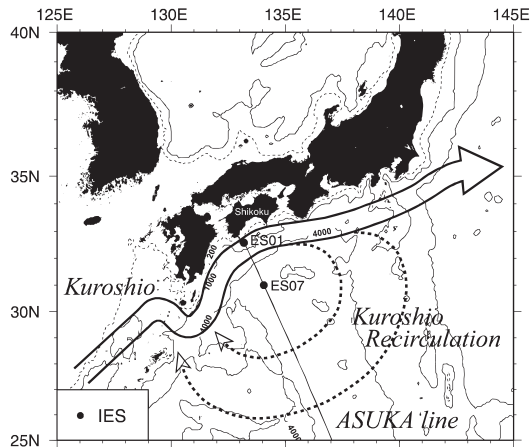 125E 130E 135E 140E 145E
40N
35N
30N
25N
Shikoku
ES01
200
1000
4000
4000
ES07
Kuroshio
Kuroshio
Recirculation
IES
ASUKA line
4000